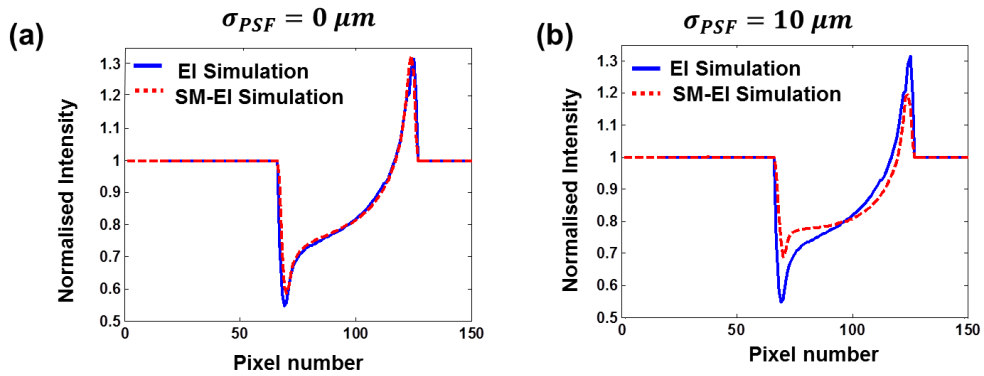 (a)
σ_PSF = 0 μm
EI Simulation
SM-EI Simulation
Normalised Intensity
1.3
1.2
1.1
1
0.9
0.8
0.7
0.6
0.5
0
50
100
150
Pixel number
(b)
σ_PSF = 10 μm
EI Simulation
SM-EI Simulation
Normalised Intensity
1.3
1.2
1.1
1
0.9
0.8
0.7
0.6
0.5
0
50
100
150
Pixel number